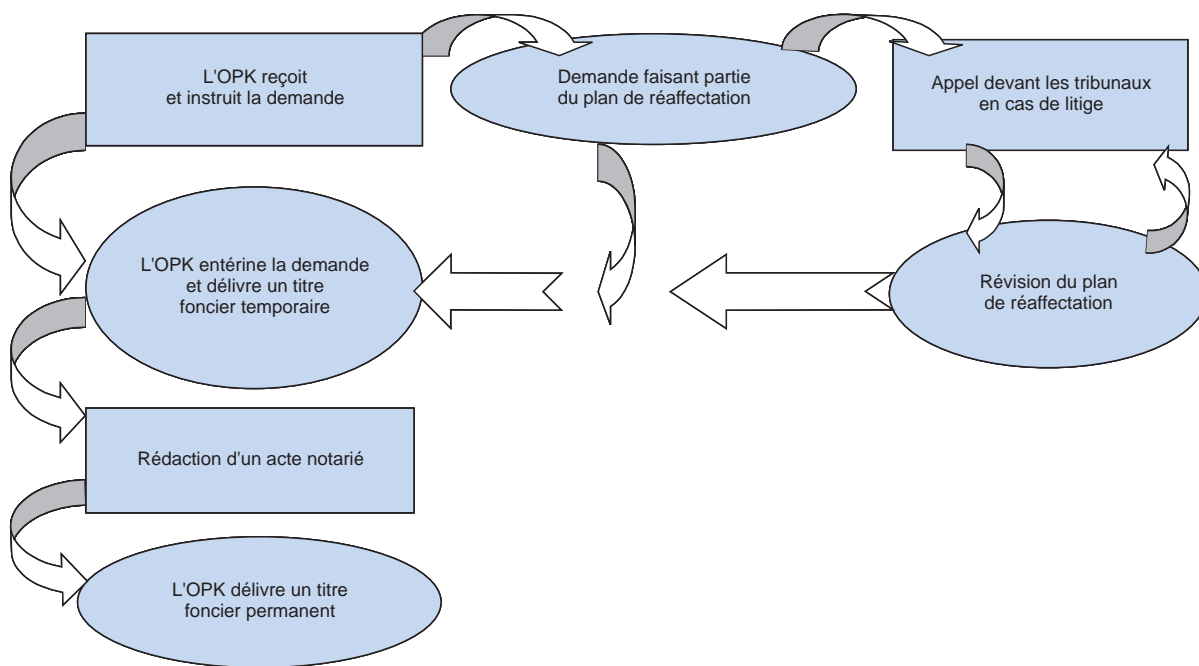 L'OPK reçoit
et instruit la demande
Demande faisant partie
du plan de réaffectation
Appel devant les tribunaux
en cas de litige
L'OPK entérine la demande
et délivre un titre
foncier temporaire
Révision du plan
de réaffectation
Rédaction d'un acte notarié
L'OPK délivre un titre
foncier permanent